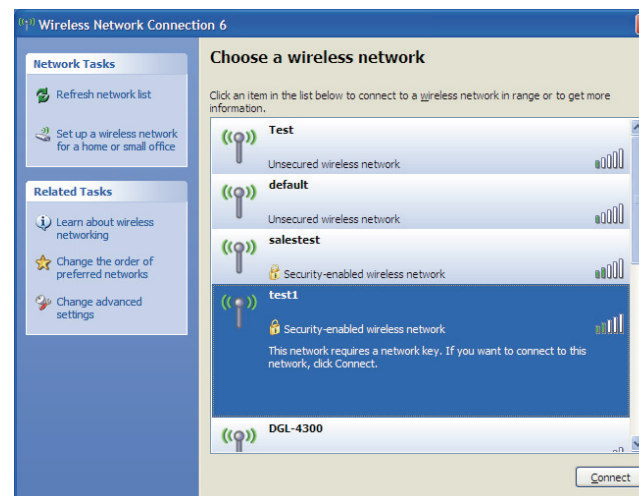 Wireless Network Connection 6
Network Tasks
Refresh network list
Set up a wireless network
for a home or small office
Related Tasks
Learn about wireless
networking
Change the order of
preferred networks
Change advanced
settings
Choose a wireless network
Click an item in the list below to connect to a wireless network in range or to get more
information.
Test
Unsecured wireless network
default
Unsecured wireless network
salestest
Security-enabled wireless network
test1
Security-enabled wireless network
This network requires a network key. If you want to connect to this
network, click Connect.
DGL-4300
Connect